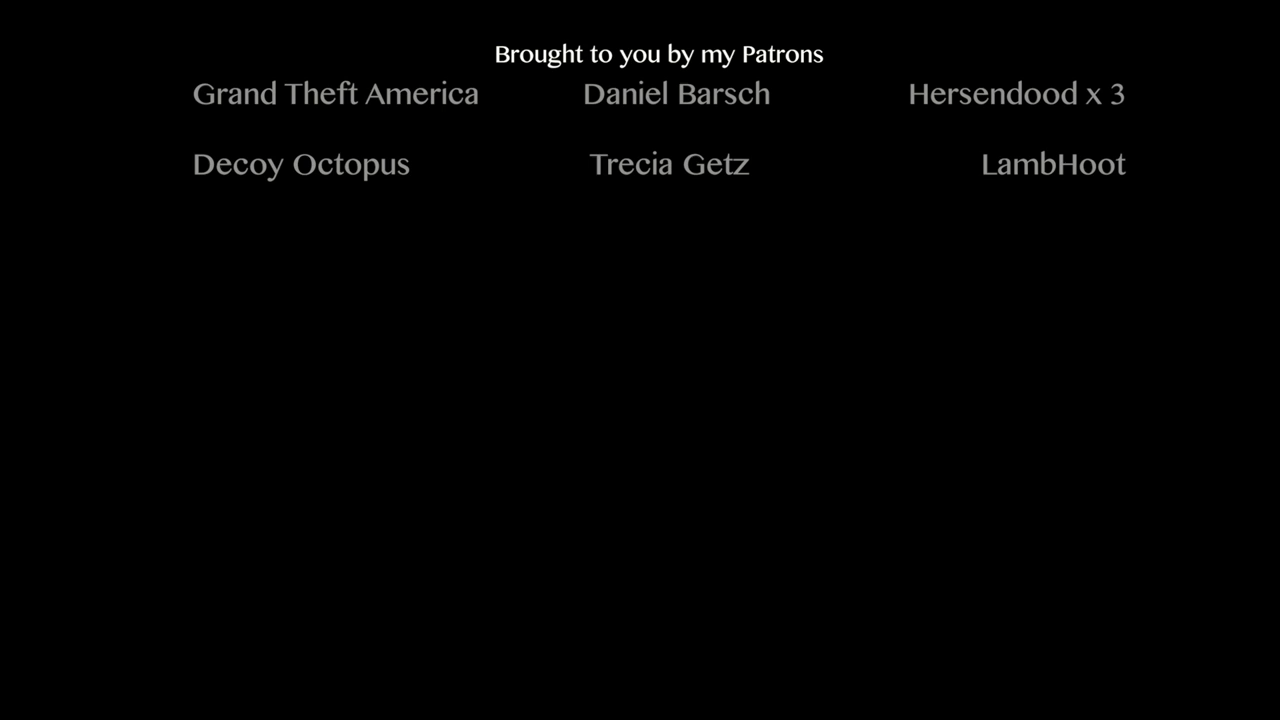 Brought to you by my Patrons
Grand Theft America Daniel Barsch Hersendood x 3
Decoy Octopus Trecia Getz LambHoot